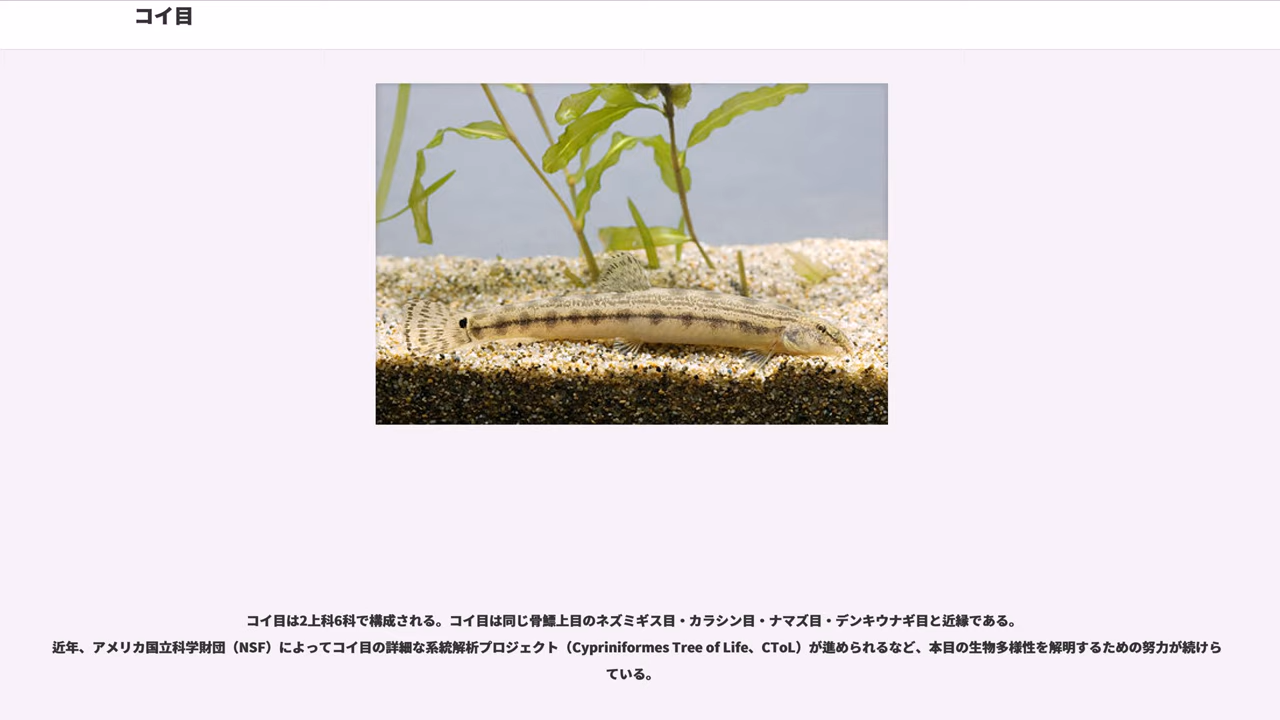 コイ目
コイ目は2上科6科で構成される。コイ目は同じ骨鰾上目のネズミギス目・カラシン目・ナマズ目・デンキウナギ目と近縁である。
近年、アメリカ国立科学財団（NSF）によってコイ目の詳細な系統解析プロジェクト（Cypriniformes Tree of Life、CToL）が進められるなど、本目の生物多様性を解明するための努力が続けら
ている。